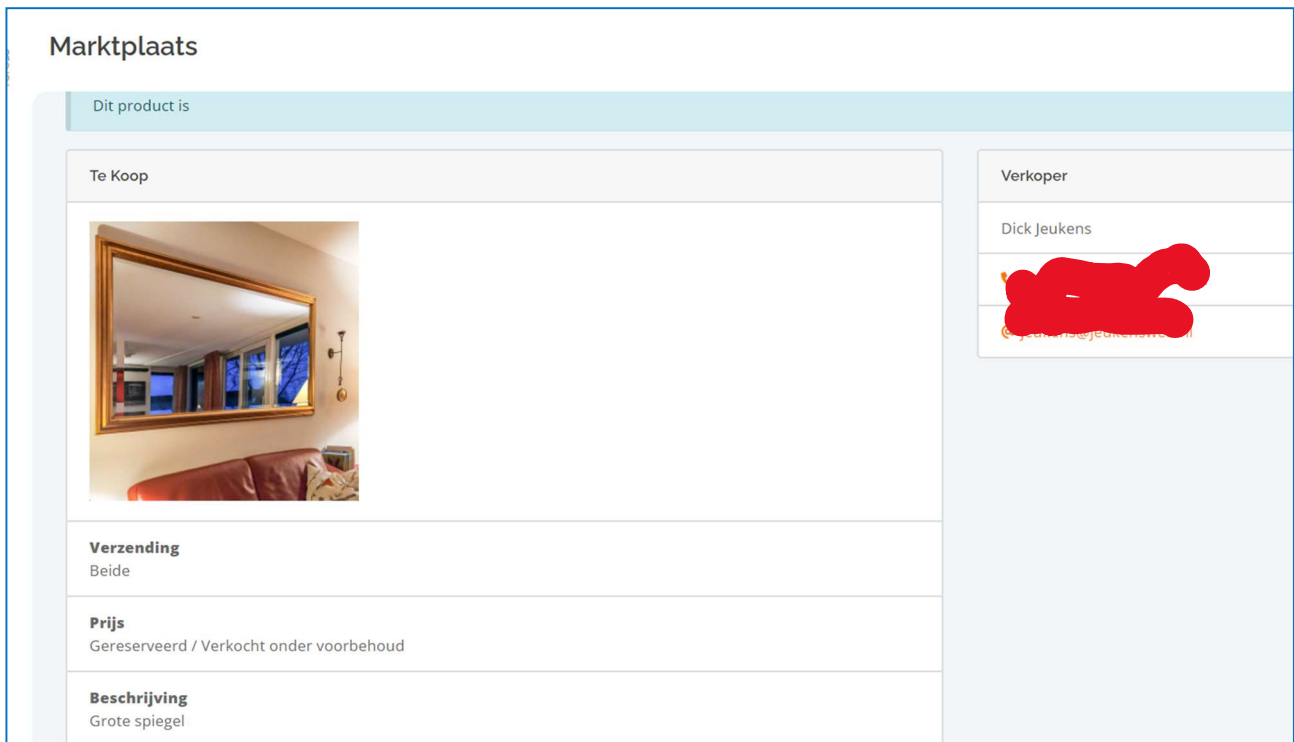 Marktplaats
Dit product is
Te Koop
Verzending
Beide
Prijs
Gereserveerd / Verkocht onder voorbehoud
Beschrijving
Grote spiegel
Verkoper
Dick Jeukens